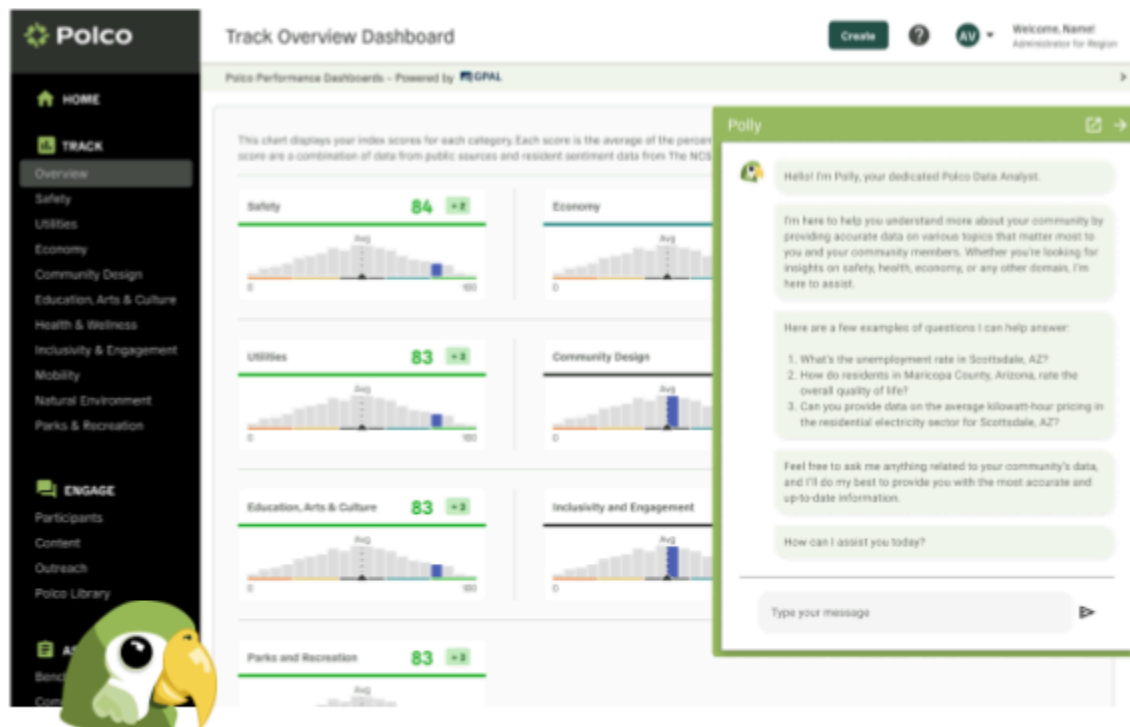 Polco
Track Overview Dashboard
Create
?
AV
Welcome, Name!
Administrator for Region
Polco Performance Dashboards - Powered by GPAL
HOME
TRACK
Overview
Safety
Utilities
Economy
Community Design
Education, Arts & Culture
Health & Wellness
Inclusivity & Engagement
Mobility
Natural Environment
Parks & Recreation
ENGAGE
Participants
Content
Outreach
Polco Library
This chart displays your index scores for each category. Each score is the average of the percen
score are a combination of data from public sources and resident sentiment data from The NCS
Safety 84 +2
Avg
0 100
Economy
Avg
0
Utilities 83 +3
Avg
0 100
Community Design
Avg
0
Education, Arts & Culture 83 +3
Avg
0 100
Inclusivity and Engagement
Avg
0
Parks and Recreation 83 +3
Avg
Polly
Hello! I'm Polly, your dedicated Polco Data Analyst.
I'm here to help you understand more about your community by
providing accurate data on various topics that matter most to
you and your community members. Whether you're looking for
insights on safety, health, economy, or any other domain, I'm
here to assist.
Here are a few examples of questions I can help answer:
1. What's the unemployment rate in Scottsdale, AZ?
2. How do residents in Maricopa County, Arizona, rate the
overall quality of life?
3. Can you provide data on the average kilowatt-hour pricing in
the residential electricity sector for Scottsdale, AZ?
Feel free to ask me anything related to your community's data,
and I'll do my best to provide you with the most accurate and
up-to-date information.
How can I assist you today?
Type your message